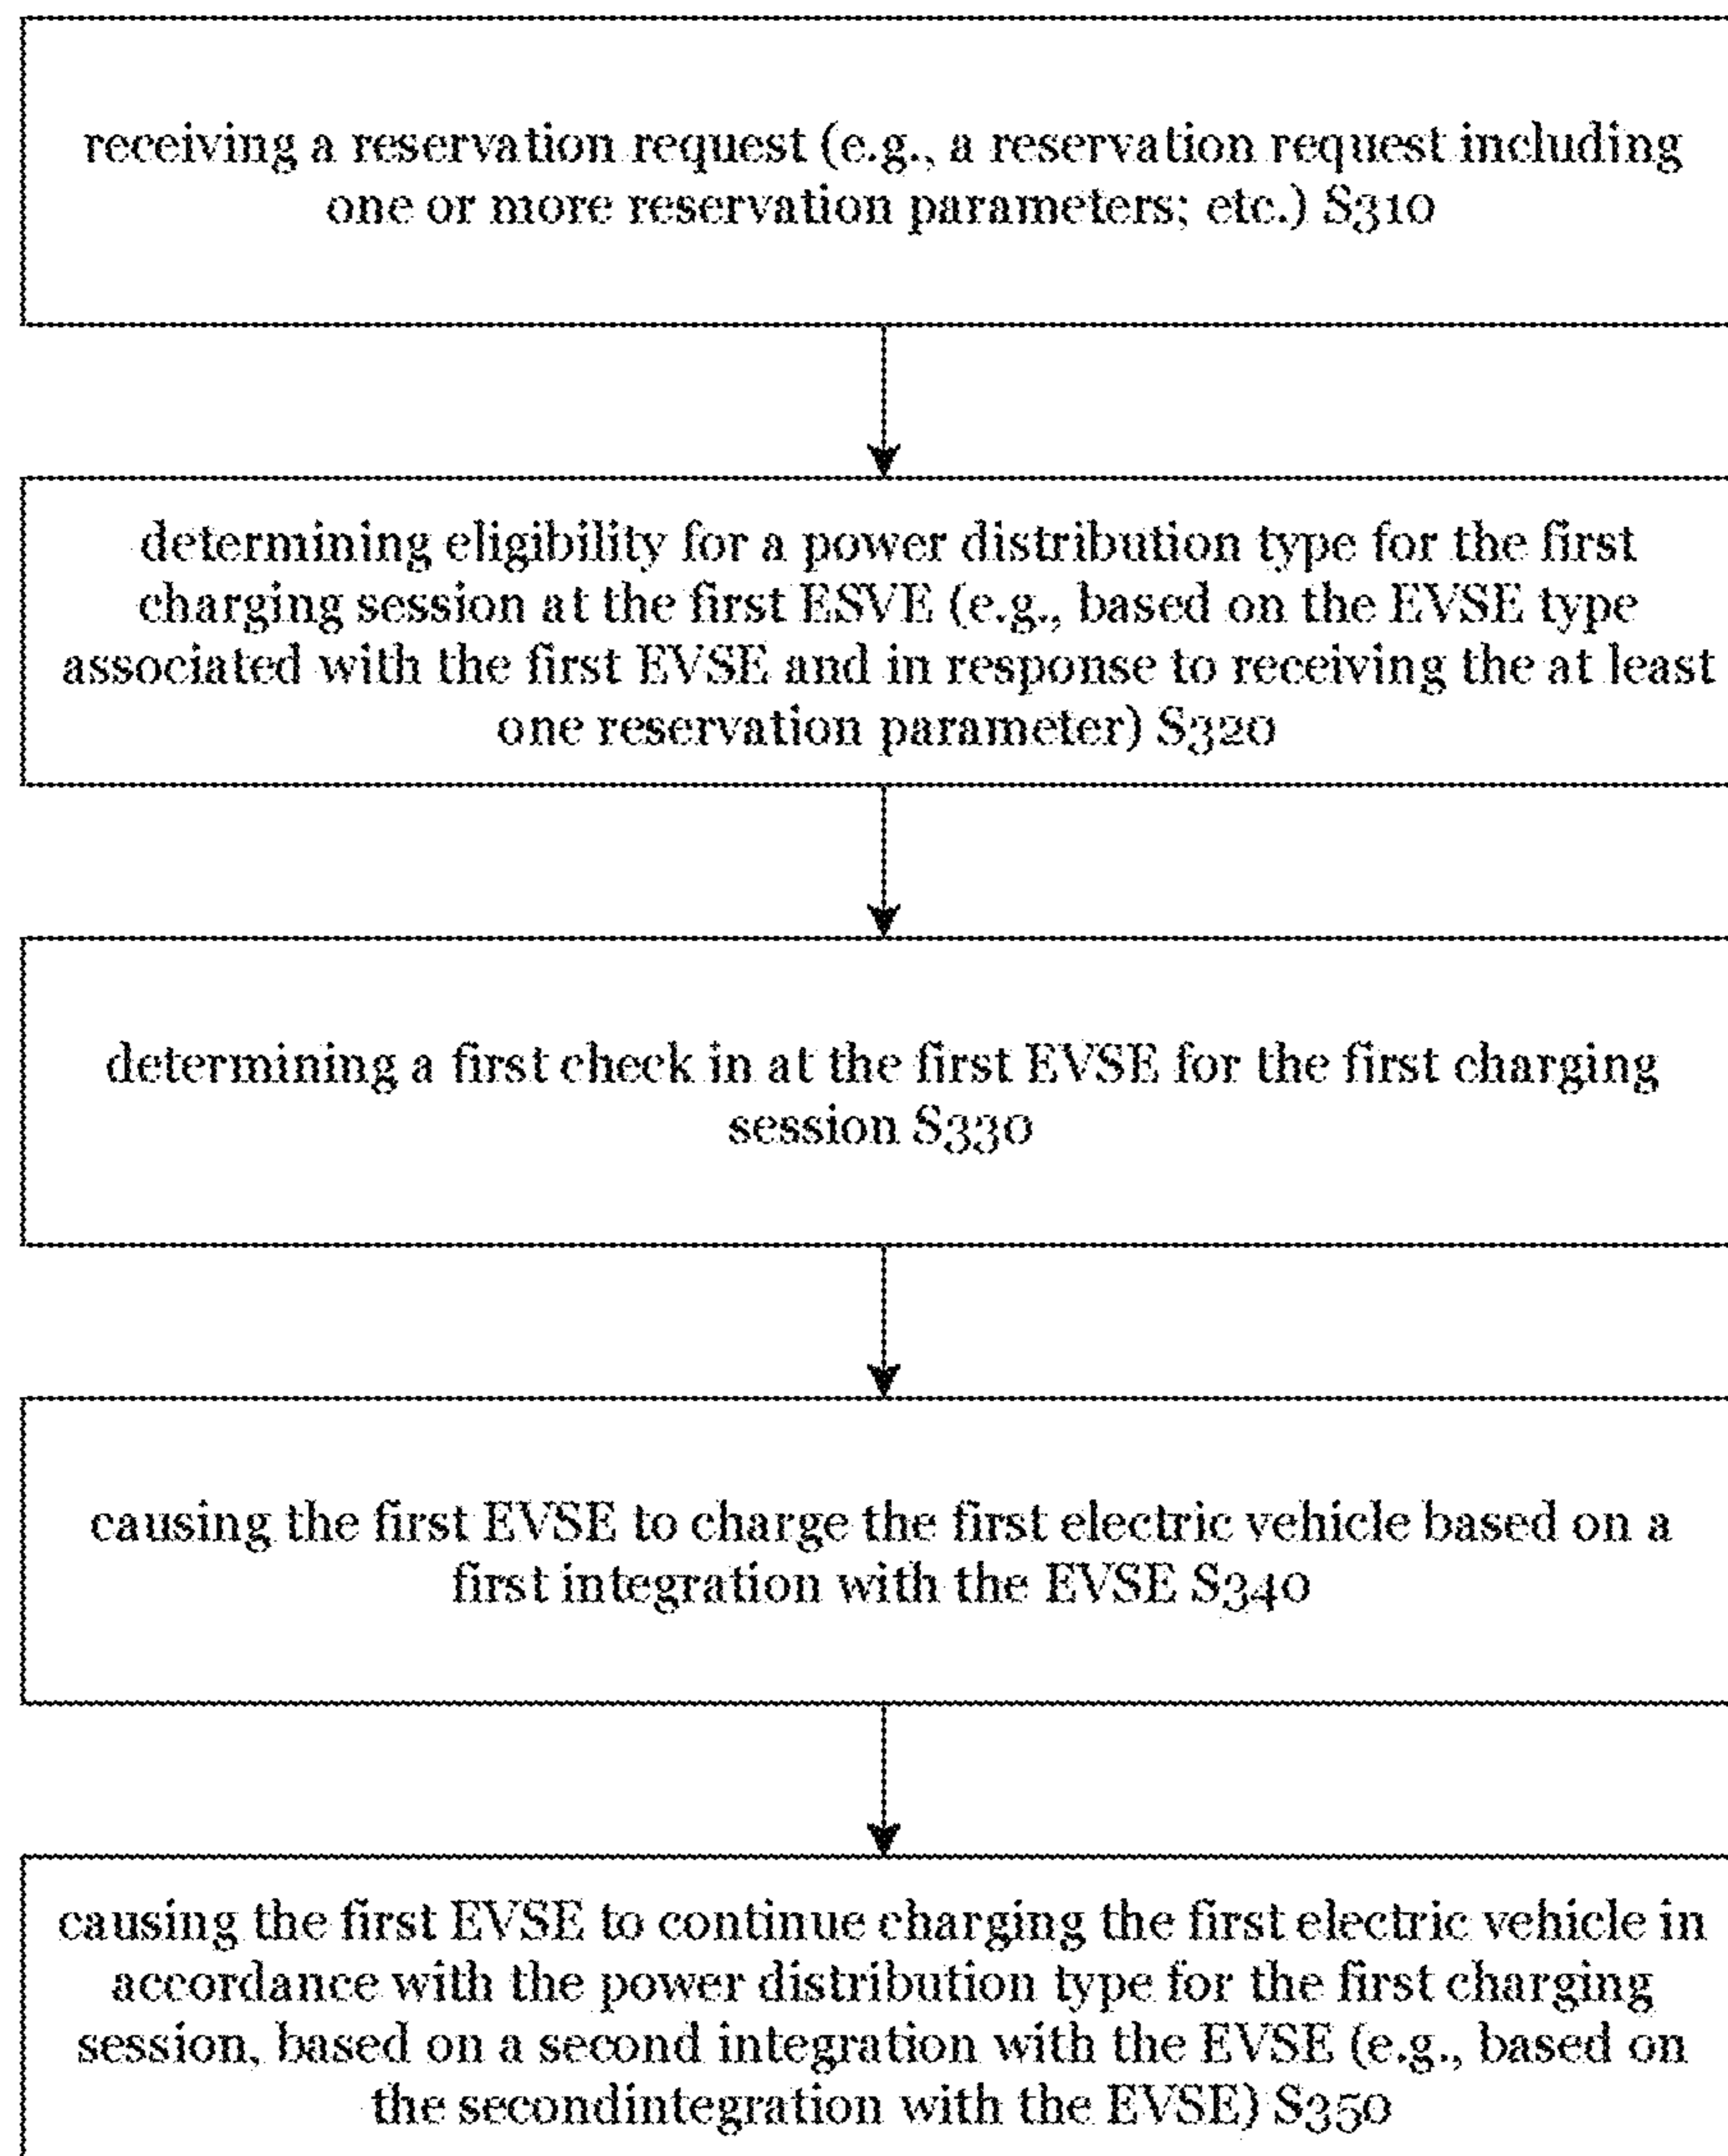 receiving a reservation request (e.g., a reservation request including
one or more reservation parameters; etc.) S310
determining eligibility for a power distribution type for the first
charging session at the first ESVE (e.g., based on the EVSE type
associated with the first EVSE and in response to receiving the at least
one reservation parameter) S320
determining a first check in at the first EVSE for the first charging
session S330
causing the first EVSE to charge the first electric vehicle based on a
first integration with the EVSE S340
causing the first EVSE to continue charging the first electric vehicle in
accordance with the power distribution type for the first charging
session, based on a second integration with the EVSE (e.g., based on
the secondintegration with the EVSE) S350